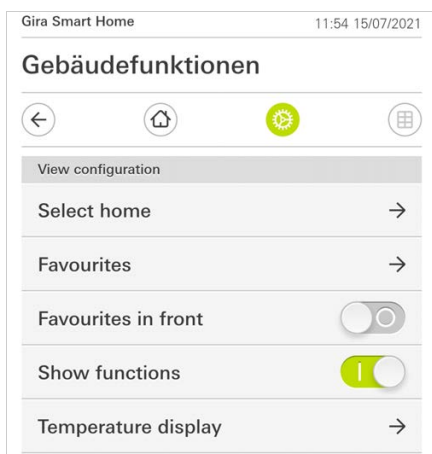 Gira Smart Home 11:54 15/07/2021
Gebäudefunktionen
View configuration
Select home
Favourites
Favourites in front
Show functions
Temperature display